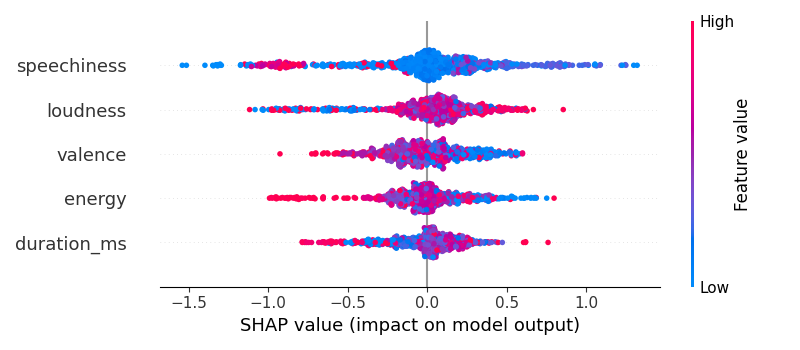 High
speechiness
loudness
valence
energy
duration_ms
Feature value
Low
−1.5 −1.0 −0.5 0.0 0.5 1.0
SHAP value (impact on model output)